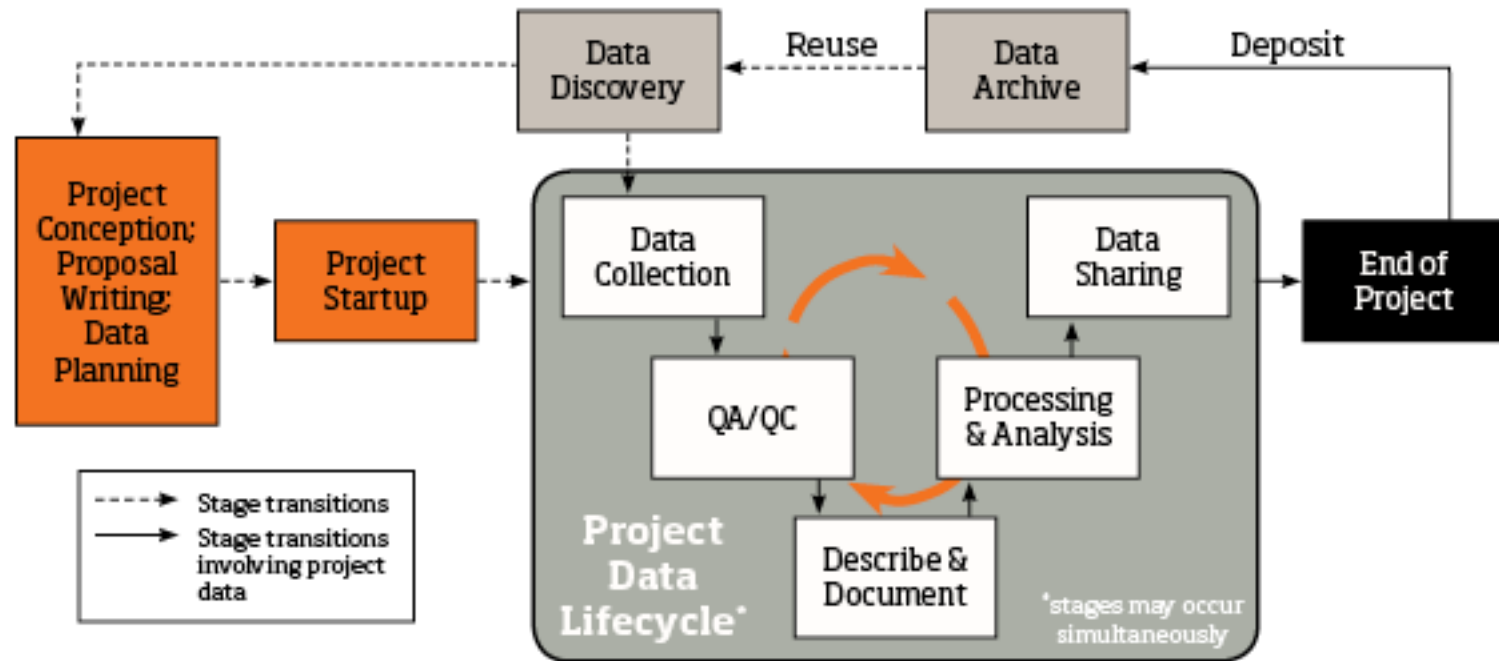 Data
Discovery
Reuse
Data
Archive
Deposit
Project
Conception;
Proposal
Writing;
Data
Planning
Project
Startup
Data
Collection
QA/QC
Describe &
Document
Processing
& Analysis
Data
Sharing
Project
Data
Lifecycle*
*stages may occur
simultaneously
End of
Project
Stage transitions
Stage transitions
involving project
data